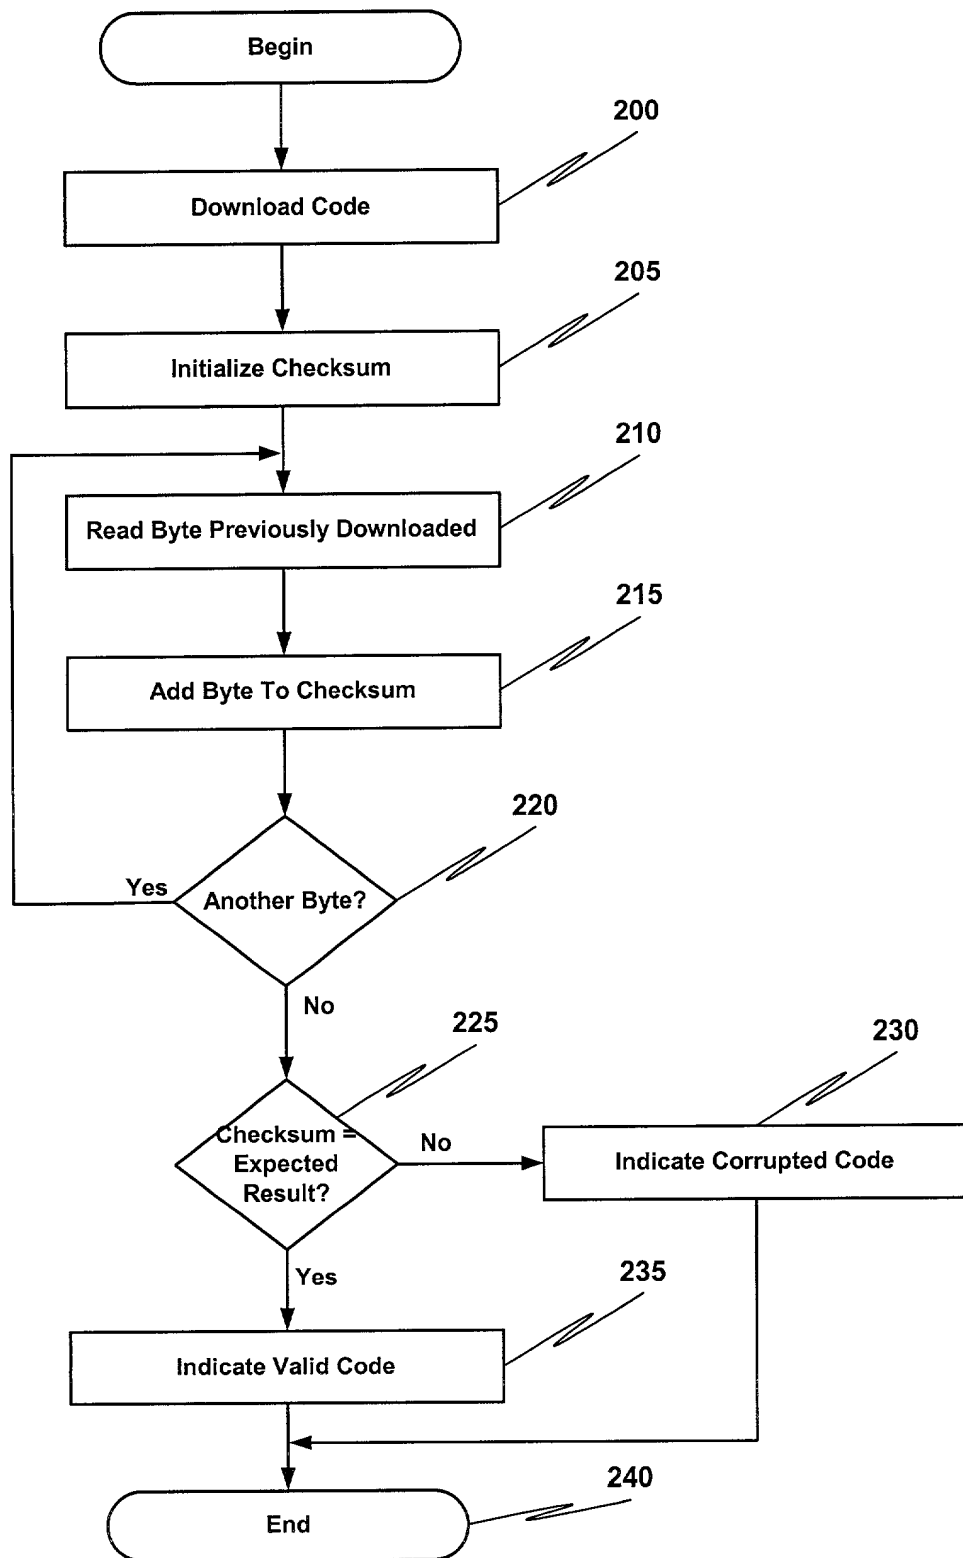 Begin
200
Download Code
205
Initialize Checksum
210
Read Byte Previously Downloaded
215
Add Byte To Checksum
220
Yes
Another Byte?
No
225
230
Checksum =
Expected
Result?
No
Indicate Corrupted Code
Yes
235
Indicate Valid Code
240
End